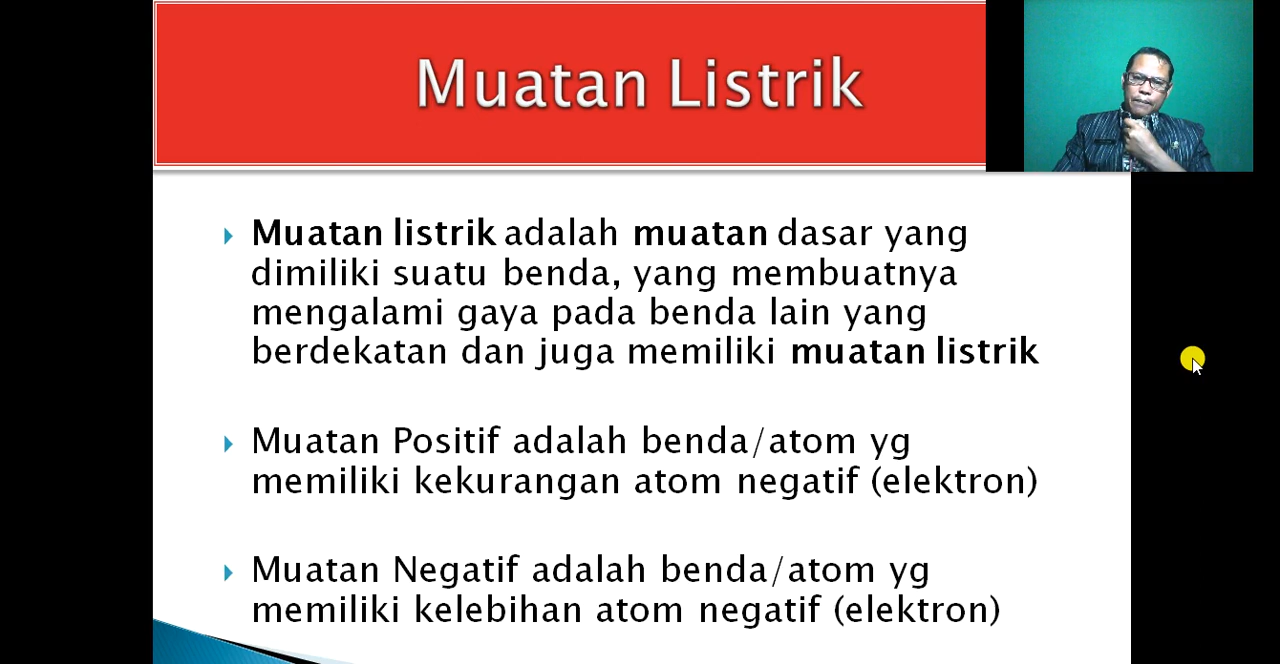 Muatan Listrik
Muatan listrik adalah muatan dasar yang
dimiliki suatu benda, yang membuatnya
mengalami gaya pada benda lain yang
berdekatan dan juga memiliki muatan listrik
Muatan Positif adalah benda/atom yg
memiliki kekurangan atom negatif (elektron)
Muatan Negatif adalah benda/atom yg
memiliki kelebihan atom negatif (elektron)